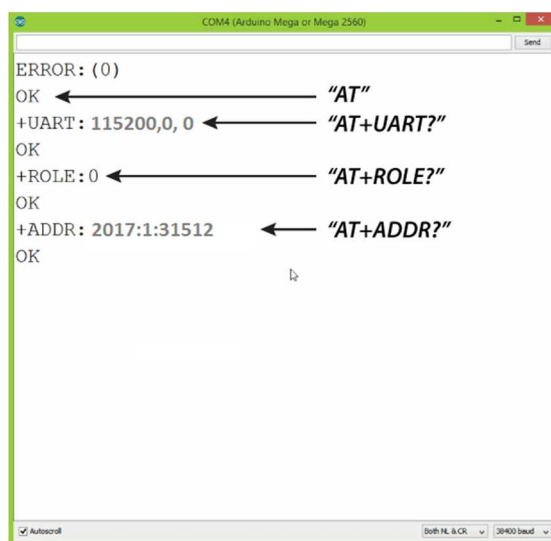 COM4 (Arduino Mega or Mega 2560)
Send
ERROR:(0)
OK "AT"
+UART: 115200,0, 0 "AT+UART?"
OK
+ROLE:0 "AT+ROLE?"
OK
+ADDR: 2017:1:31512 "AT+ADDR?"
OK
Autoscroll Both NL & CR 38400 baud